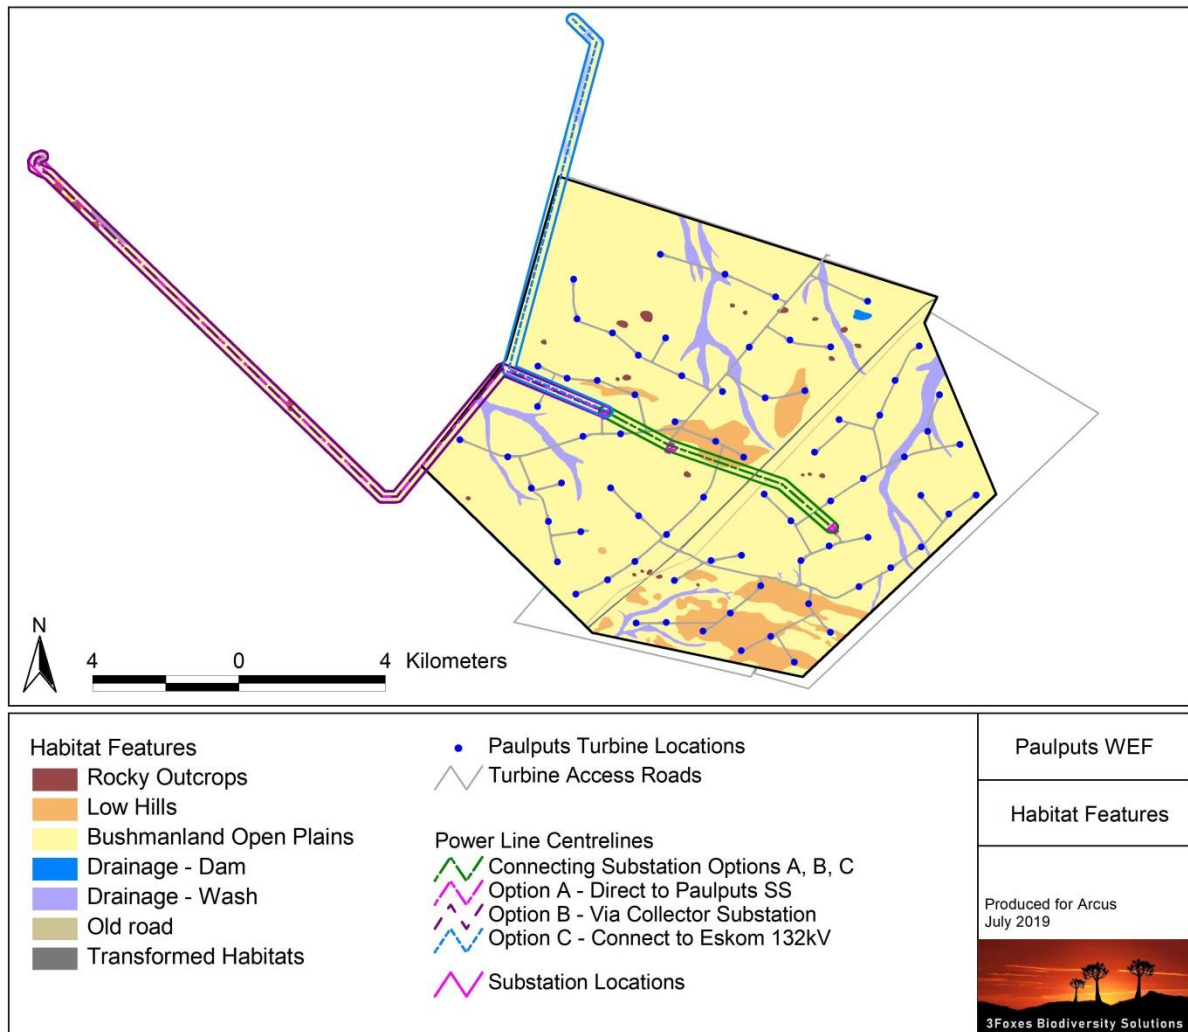 N
4 0 4 Kilometers
Habitat Features
Rocky Outcrops
Low Hills
Bushmanland Open Plains
Drainage - Dam
Drainage - Wash
Old road
Transformed Habitats
Paulputs Turbine Locations
Turbine Access Roads
Power Line Centrelines
Connecting Substation Options A, B, C
Option A - Direct to Paulputs SS
Option B - Via Collector Substation
Option C - Connect to Eskom 132kV
Substation Locations
Paulputs WEF
Habitat Features
Produced for Arcus
July 2019
3Foxes Biodiversity Solutions